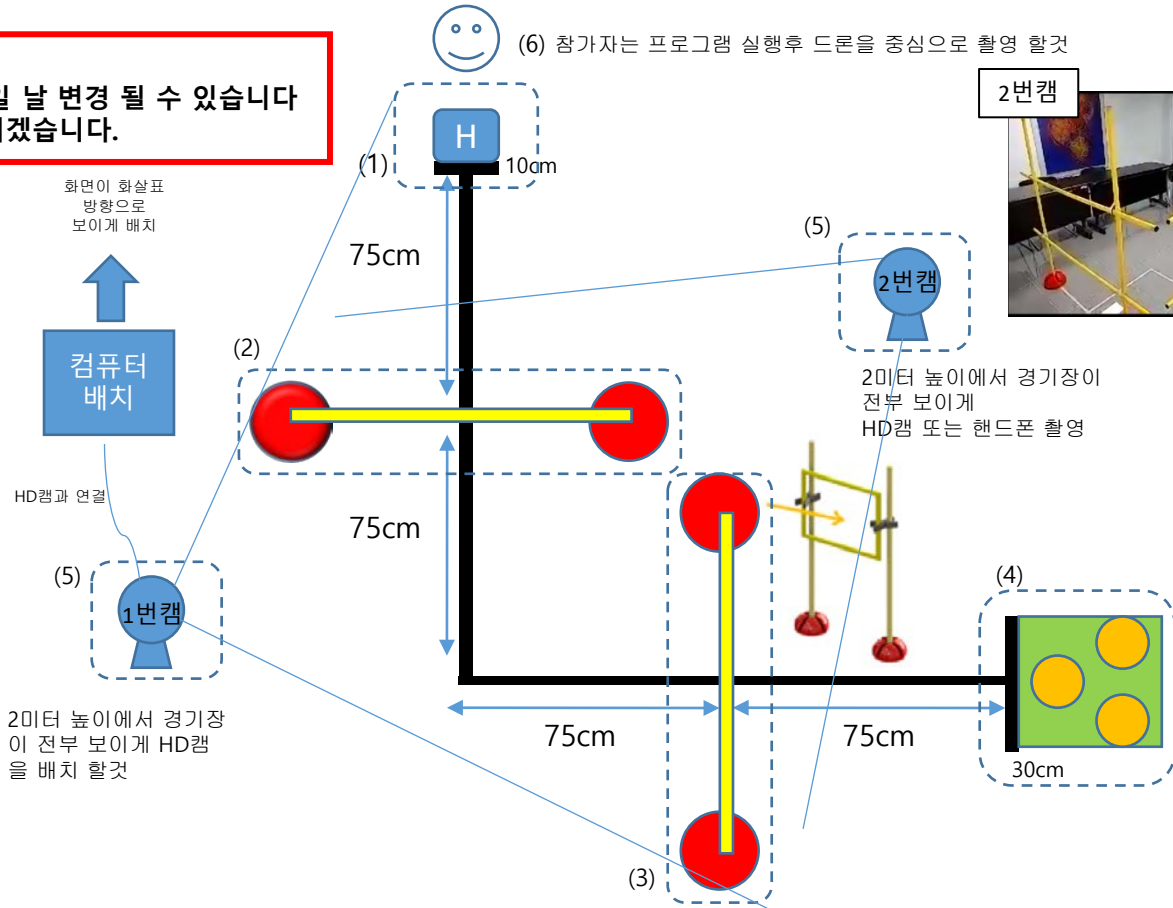 (6) 참가자는 프로그램 실행후 드론을 중심으로 촬영 할것
날 변경 될 수 있습니다
겠습니다.
2번캠
H
(1)
10cm
화면이 화살표
방향으로
보이게 배치
75cm
(5)
2번캠
(2)
컴퓨터
배치
2미터 높이에서 경기장이
전부 보이게
HD캠 또는 핸드폰 촬영
HD캠과 연결
75cm
(5)
1번캠
(4)
2미터 높이에서 경기장
이 전부 보이게 HD캠
을 배치 할것
75cm
75cm
30cm
(3)